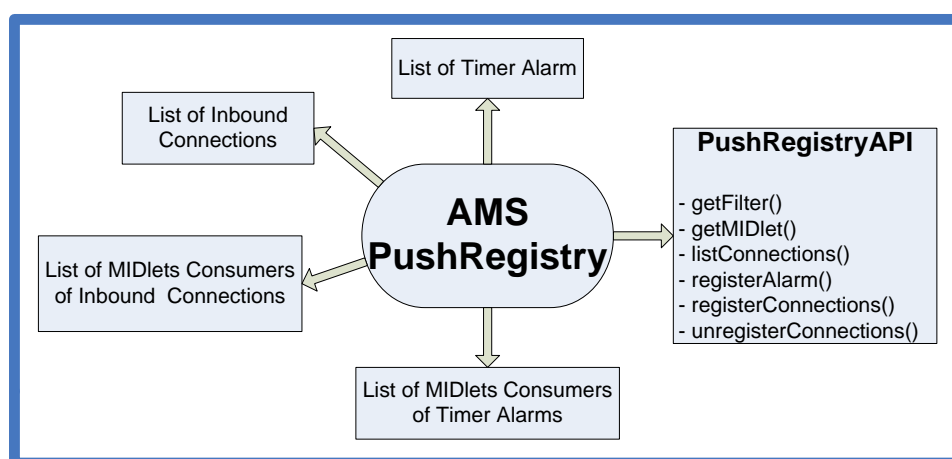 List of Timer Alarm
List of Inbound
Connections
PushRegistryAPI
- getFilter()
- getMIDlet()
- listConnections()
- registerAlarm()
- registerConnections()
- unregisterConnections()
AMS
PushRegistry
List of MIDlets Consumers
of Inbound Connections
List of MIDlets Consumers
of Timer Alarms